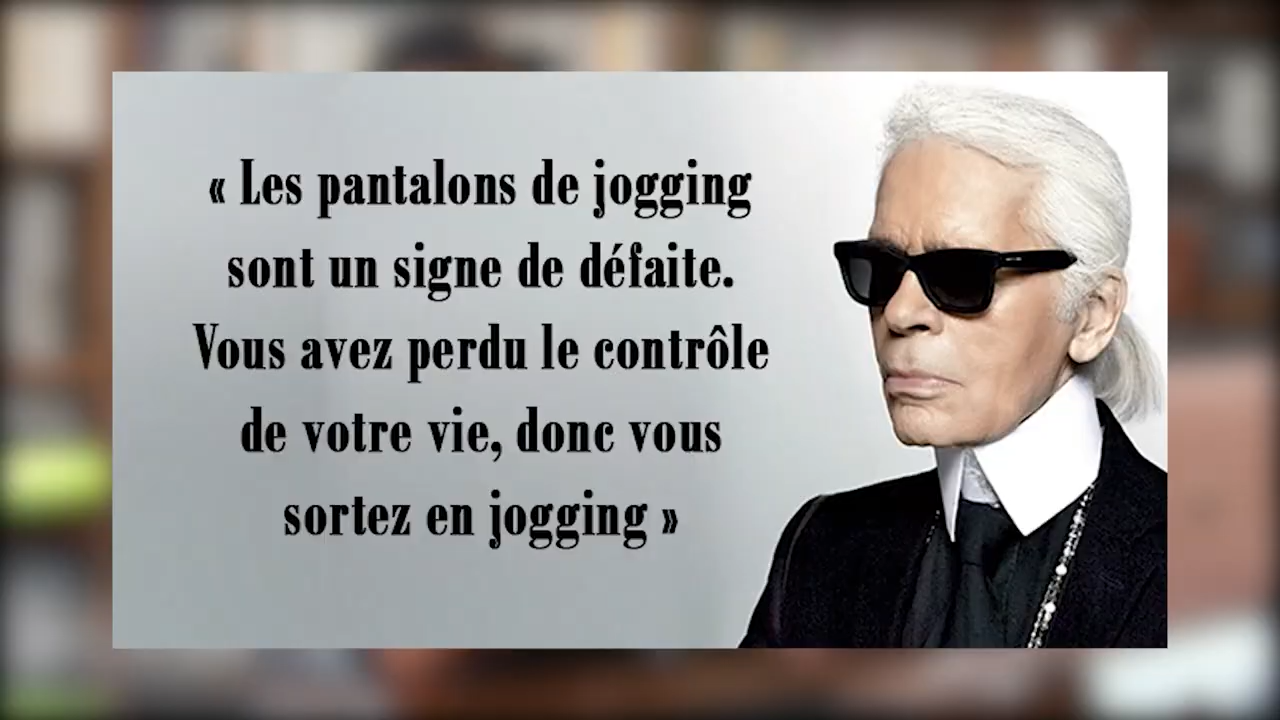 « Les pantalons de jogging
sont un signe de défaite.
Vous avez perdu le contrôle
de votre vie, donc vous
sortez en jogging »